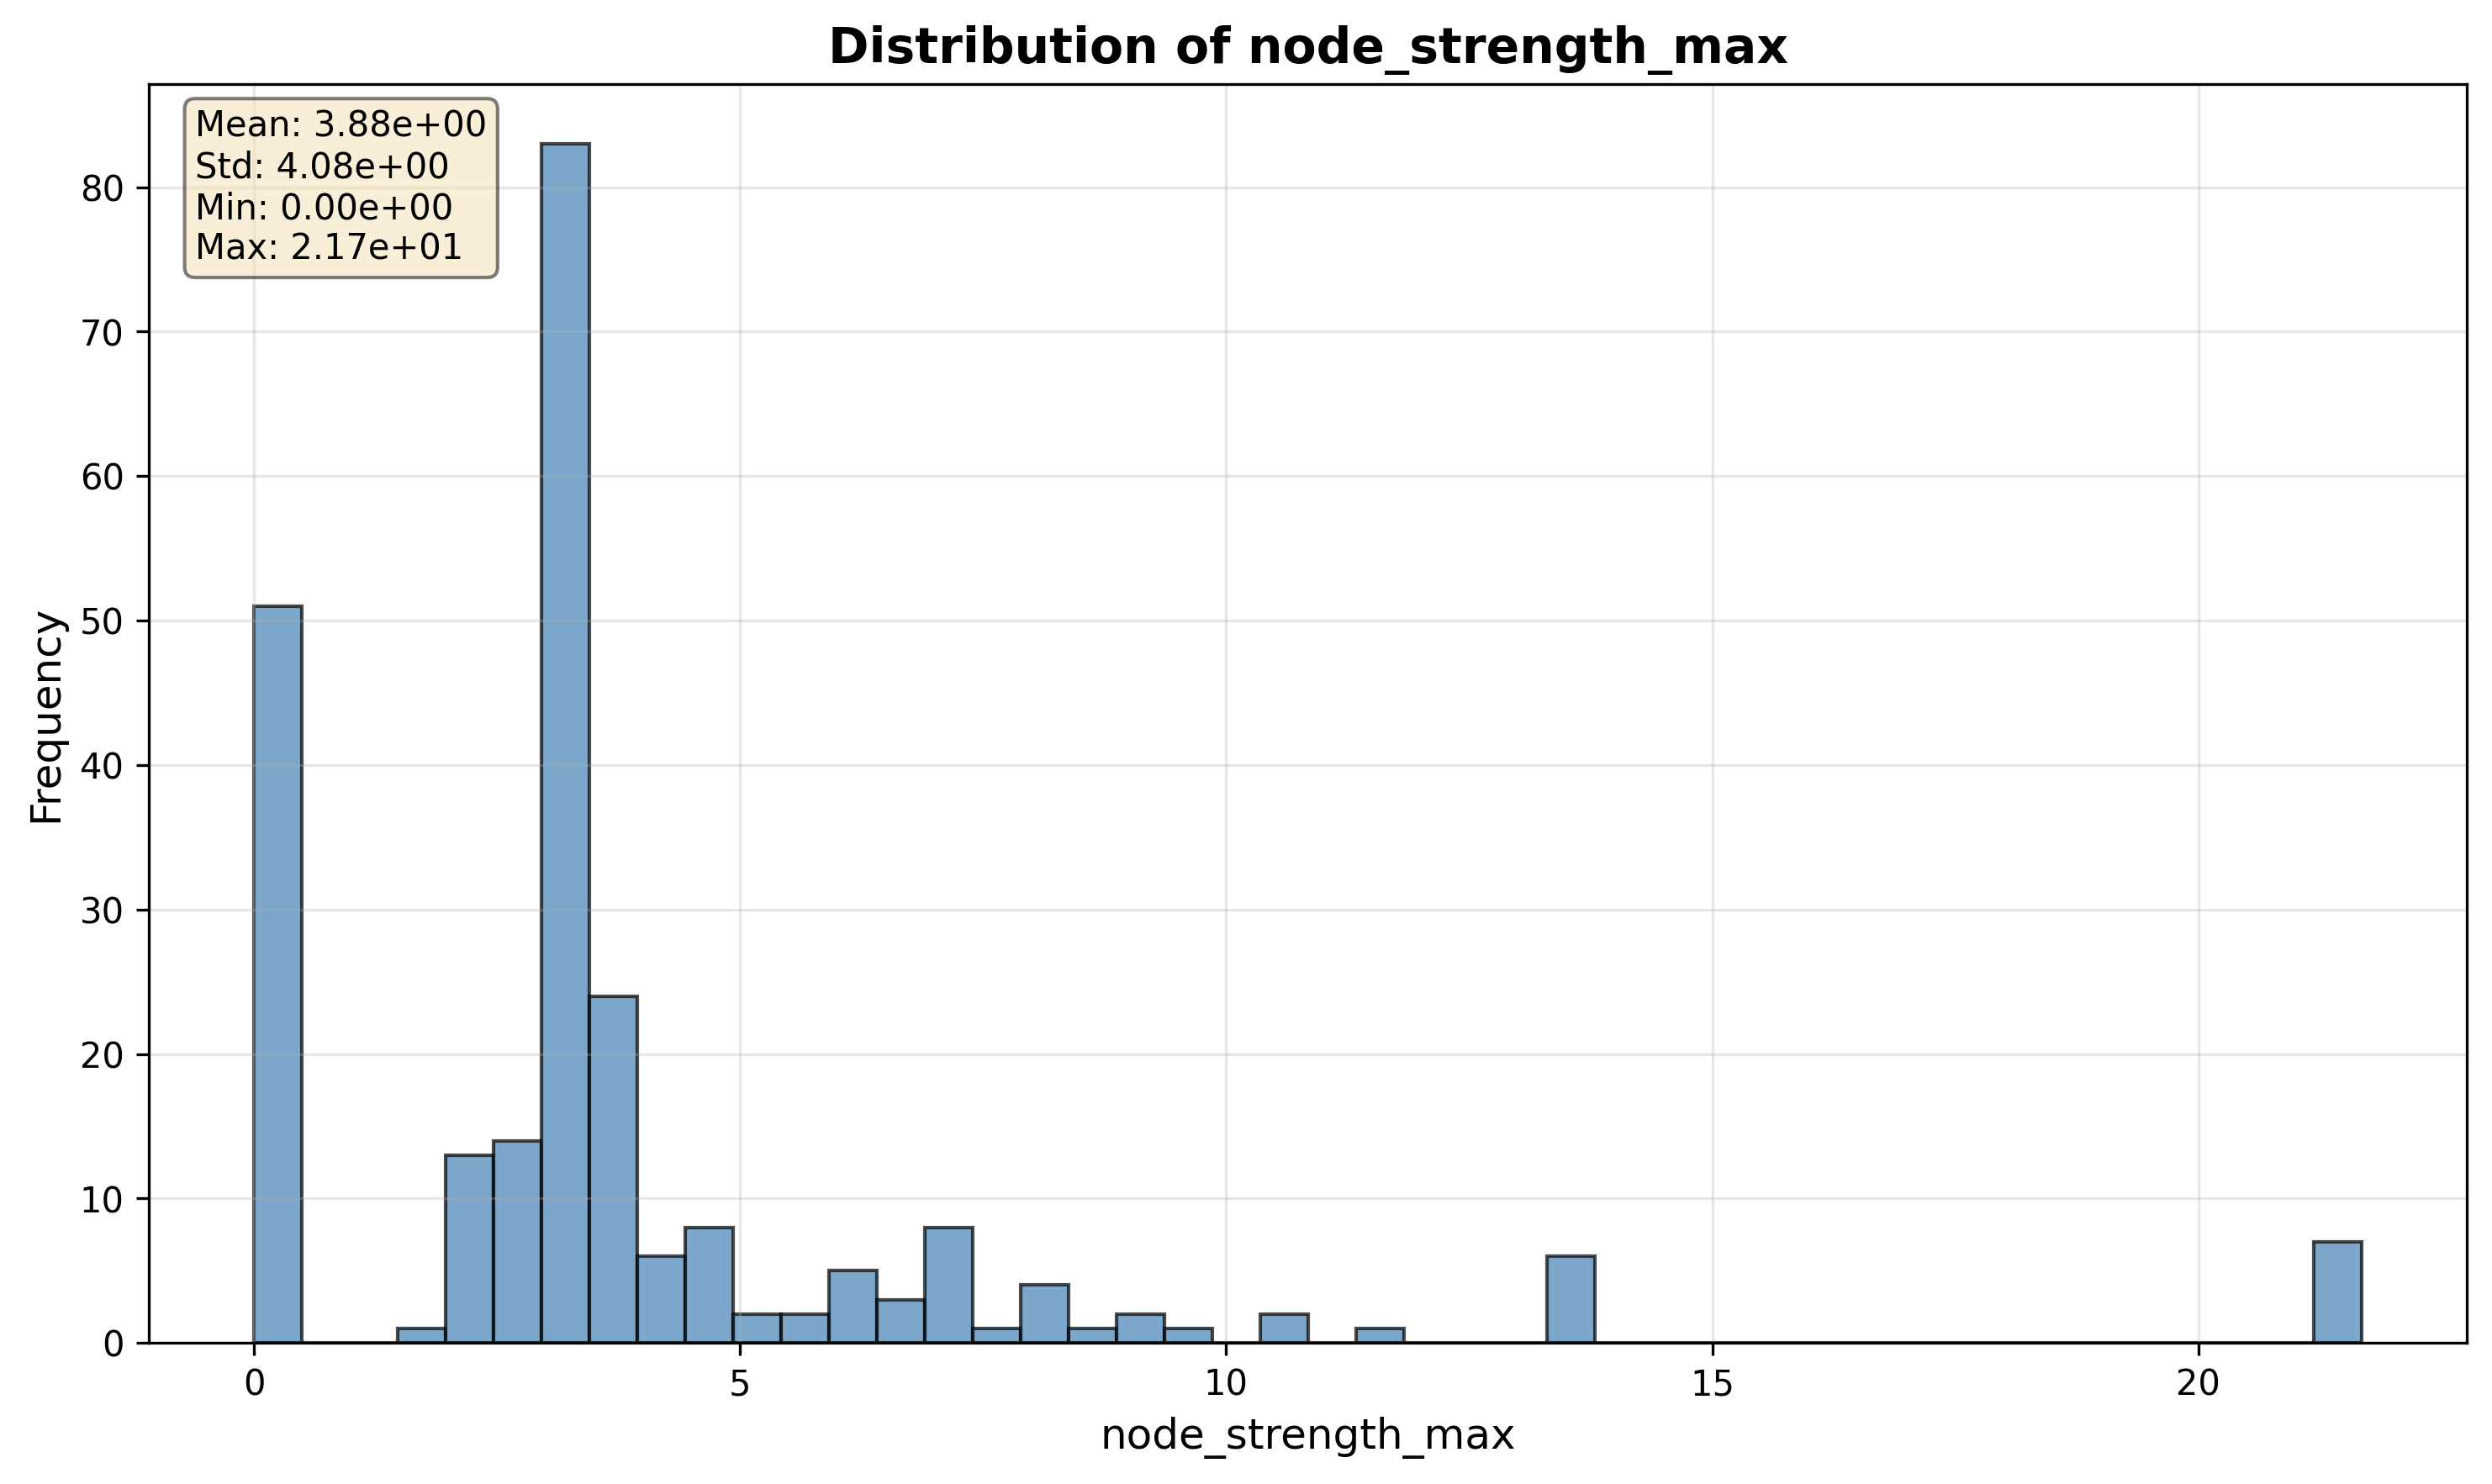 Distribution of node_strength_max
Mean: 3.88e+00
Std: 4.08e+00
Min: 0.00e+00
Max: 2.17e+01
80
70
60
50
40
30
20
10
0
Frequency
0 5 10 15 20
node_strength_max